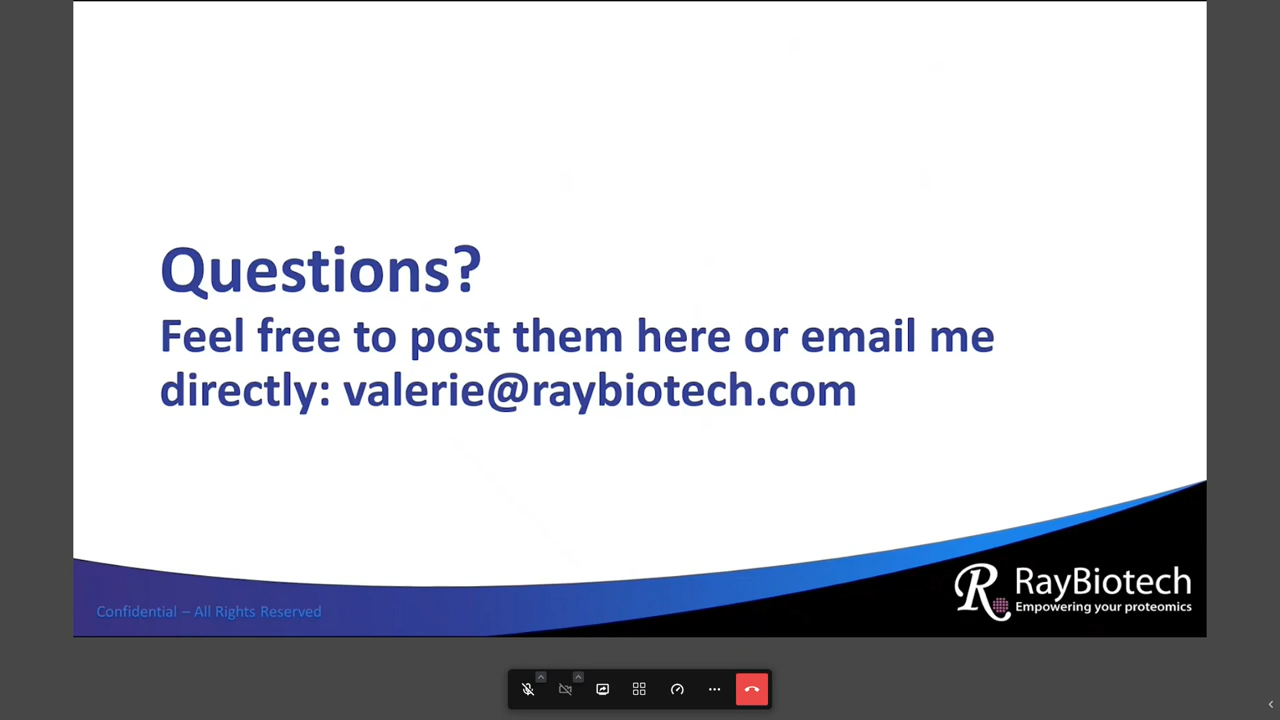 Questions?
Feel free to post them here or email me
directly: valerie@raybiotech.com
Confidential – All Rights Reserved
R
RayBiotech
Empowering your proteomics